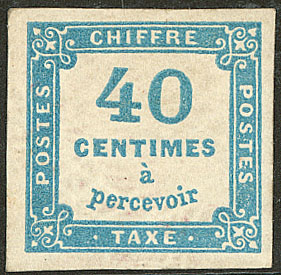 CHIFFRE
POSTES
40
CENTIMES
à
percevoir
POSTES
TAXE